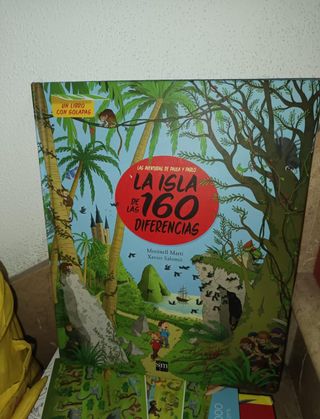 UN LIBRO
CON SOLAPAS
LAS AVENTURAS DE PAULA Y PABLO
LA ISLA
DE LAS 160
DIFERENCIAS
Meritxell Martí
Xavier Salomó
sm